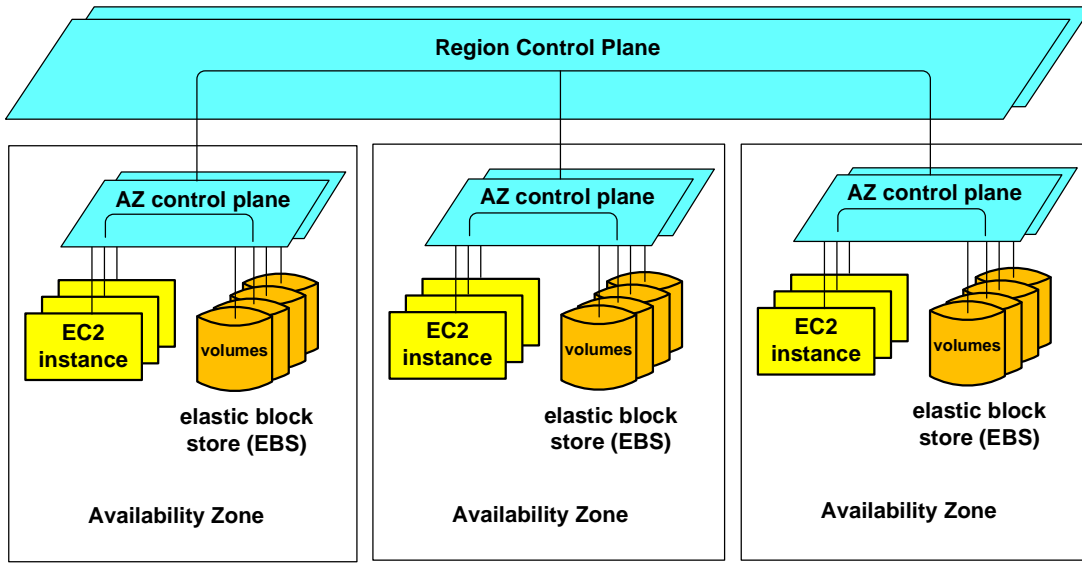 Region Control Plane
AZ control plane
EC2
instance
volumes
elastic block
store (EBS)
Availability Zone
AZ control plane
EC2
instance
volumes
elastic block
store (EBS)
Availability Zone
AZ control plane
EC2
instance
volumes
elastic block
store (EBS)
Availability Zone